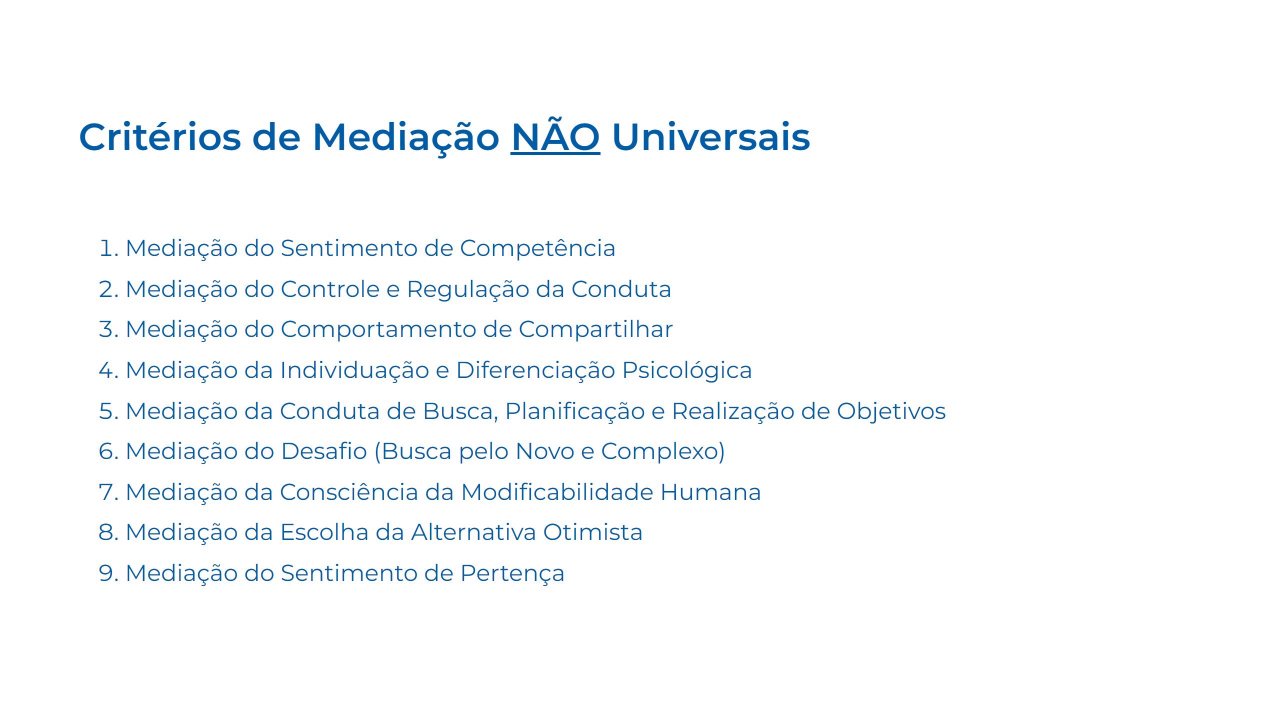 Critérios de Mediação NÃO Universais
1. Mediação do Sentimento de Competência
2. Mediação do Controle e Regulação da Conduta
3. Mediação do Comportamento de Compartilhar
4. Mediação da Individuação e Diferenciação Psicológica
5. Mediação da Conduta de Busca, Planificação e Realização de Objetivos
6. Mediação do Desafio (Busca pelo Novo e Complexo)
7. Mediação da Consciência da Modificabilidade Humana
8. Mediação da Escolha da Alternativa Otimista
9. Mediação do Sentimento de Pertença